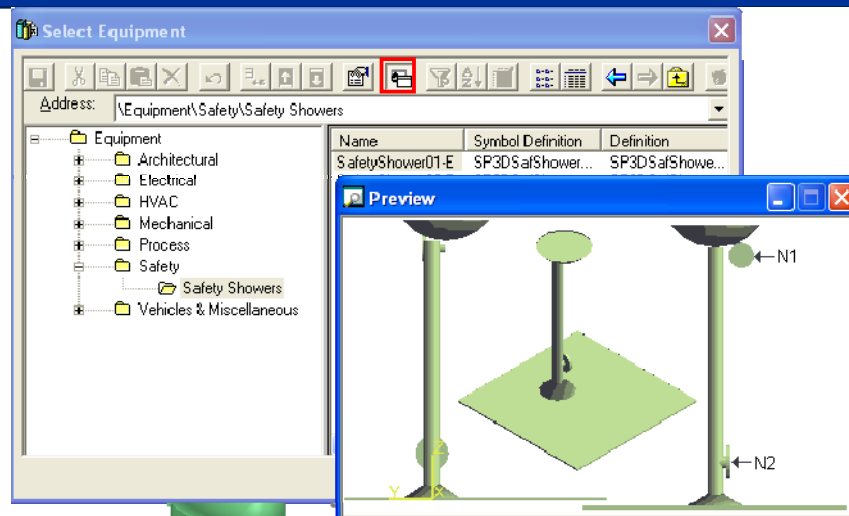 Select Equipment
Address: \Equipment\Safety\Safety Showers
Equipment
Architectural
Electrical
HVAC
Mechanical
Process
Safety
Safety Showers
Vehicles & Miscellaneous
Name Symbol Definition Definition
SafetyShower01-E SP3DSafShower... SP3DSafShowe...
Preview
N1
N2
Z
Y X